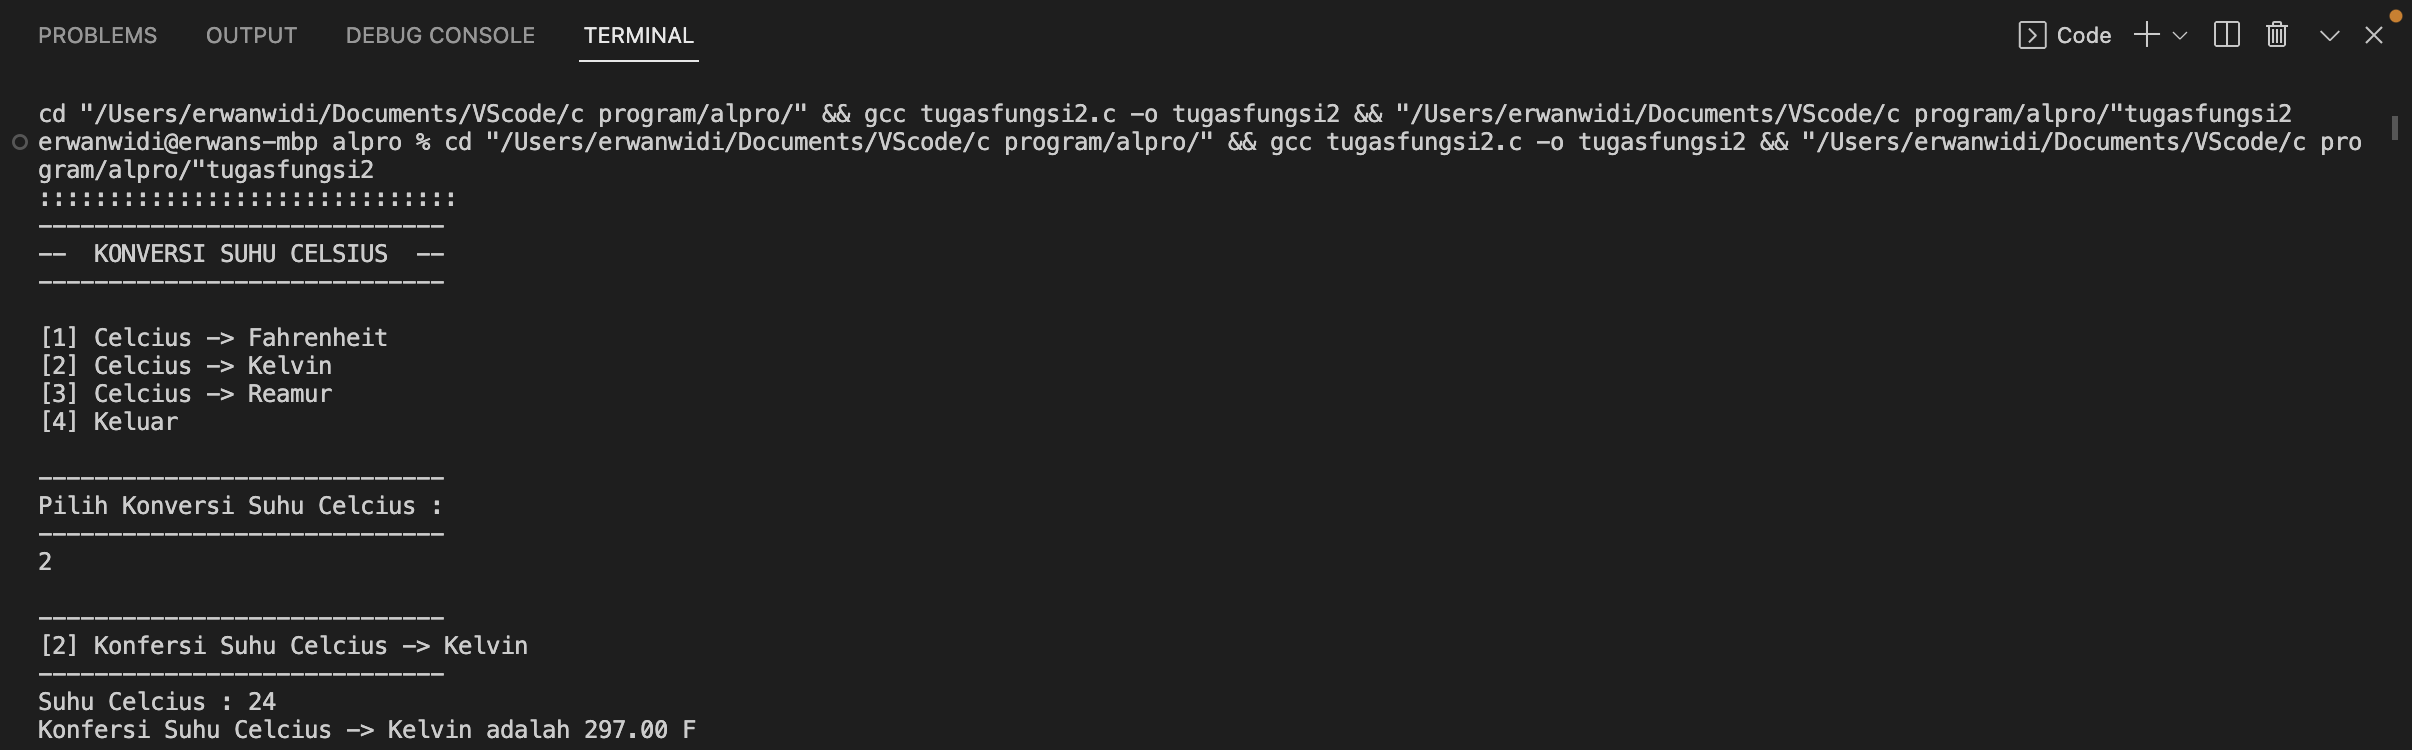 PROBLEMS OUTPUT DEBUG CONSOLE TERMINAL Code
cd "/Users/erwanwidi/Documents/VScode/c program/alpro/" && gcc tugasfungsi2.c -o tugasfungsi2 && "/Users/erwanwidi/Documents/VScode/c program/alpro/"tugasfungsi2
erwanwidi@erwans-mbp alpro % cd "/Users/erwanwidi/Documents/VScode/c program/alpro/" && gcc tugasfungsi2.c -o tugasfungsi2 && "/Users/erwanwidi/Documents/VScode/c pro
gram/alpro/"tugasfungsi2
::::::::::::::::::::::::::::::
-----------------------------
--  KONVERSI SUHU CELSIUS  --
-----------------------------
[1] Celcius -> Fahrenheit
[2] Celcius -> Kelvin
[3] Celcius -> Reamur
[4] Keluar
-----------------------------
Pilih Konversi Suhu Celcius :
-----------------------------
2
-----------------------------
[2] Konfersi Suhu Celcius -> Kelvin
-----------------------------
Suhu Celcius : 24
Konfersi Suhu Celcius -> Kelvin adalah 297.00 F